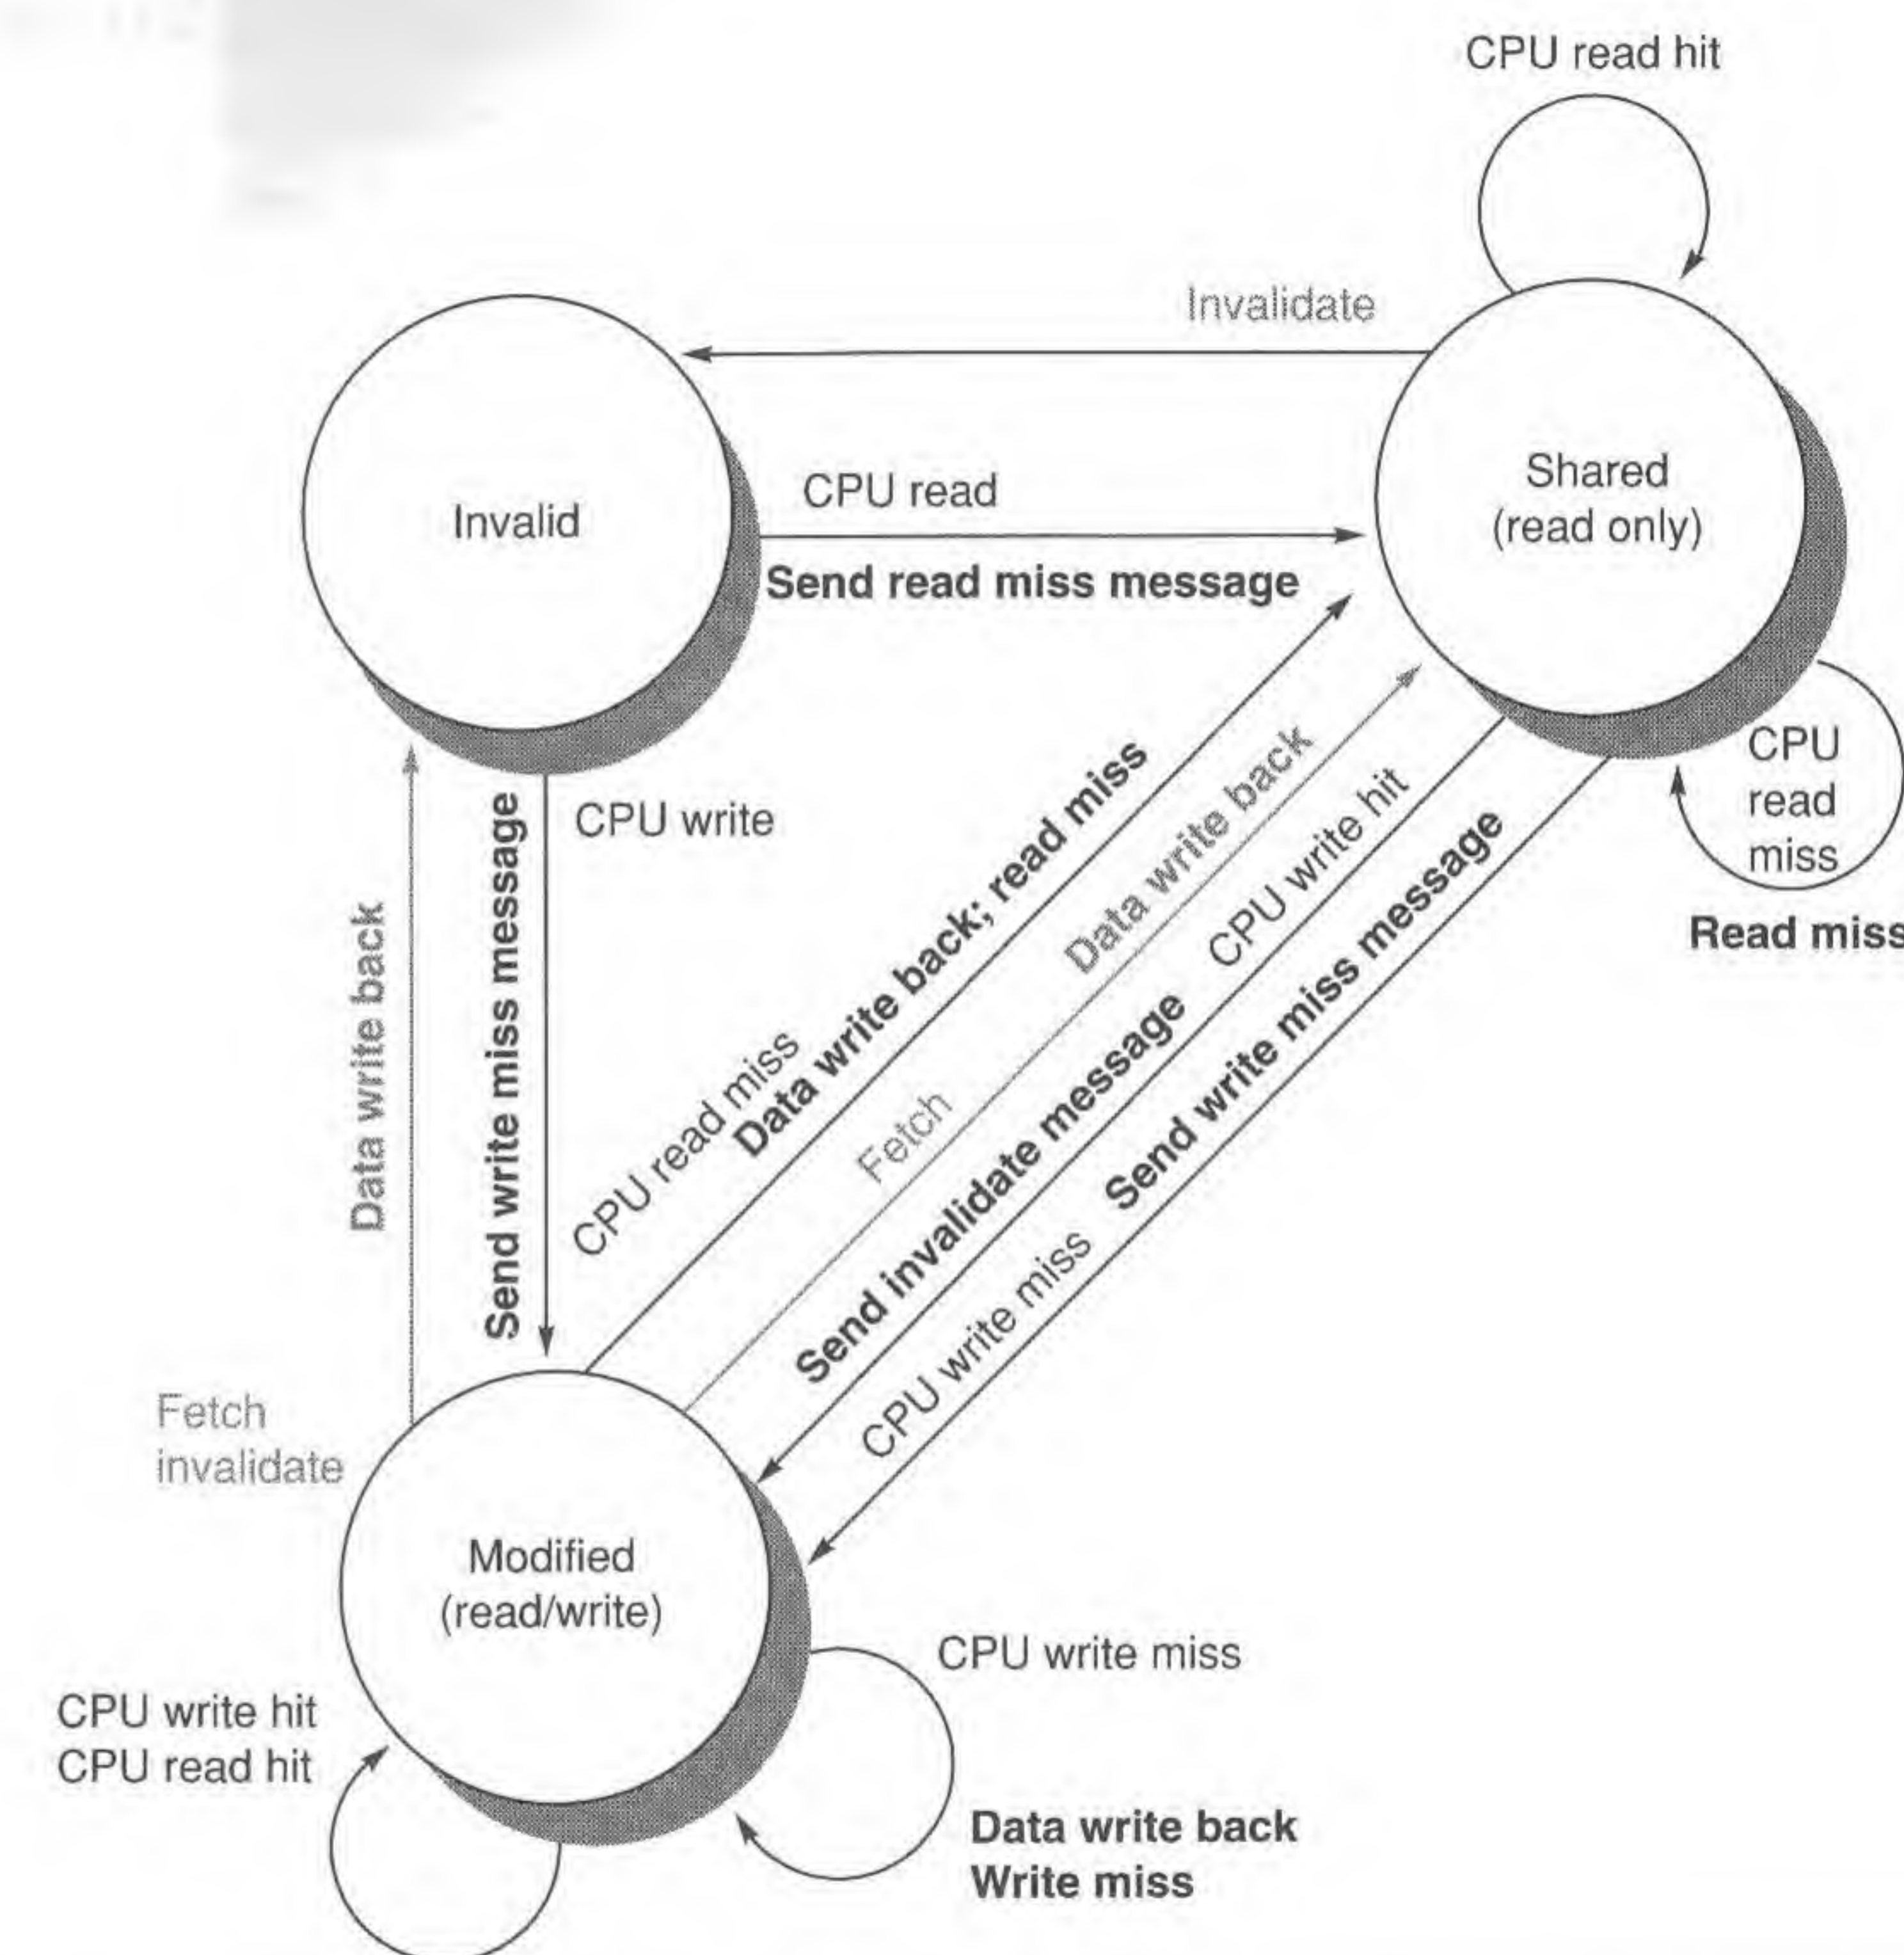 CPU read hit
Invalidate
Invalid
CPU read
Send read miss message
Shared
(read only)
CPU
read
miss
Read miss
CPU write
Send write miss message
Data write back
Fetch
invalidate
CPU read miss
Data write back; read miss
Fetch
Data write back
Send invalidate message
CPU write hit
CPU write miss
Send write miss message
Modified
(read/write)
CPU write miss
Data write back
Write miss
CPU write hit
CPU read hit